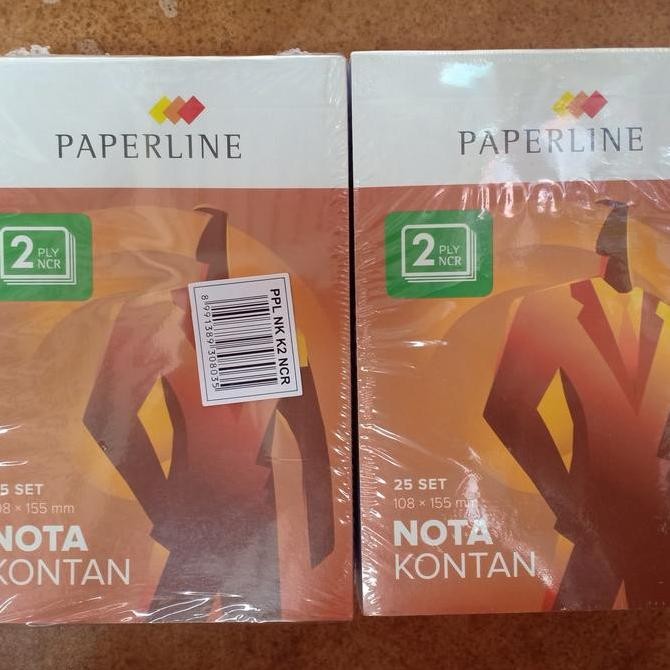 PAPERLINE
2 PLY
NCR
PPL NK K2 NCR
8991389308035
5 SET
08 × 155 mm
NOTA
KONTAN
PAPERLINE
2 PLY
NCR
25 SET
108 × 155 mm
NOTA
KONTAN